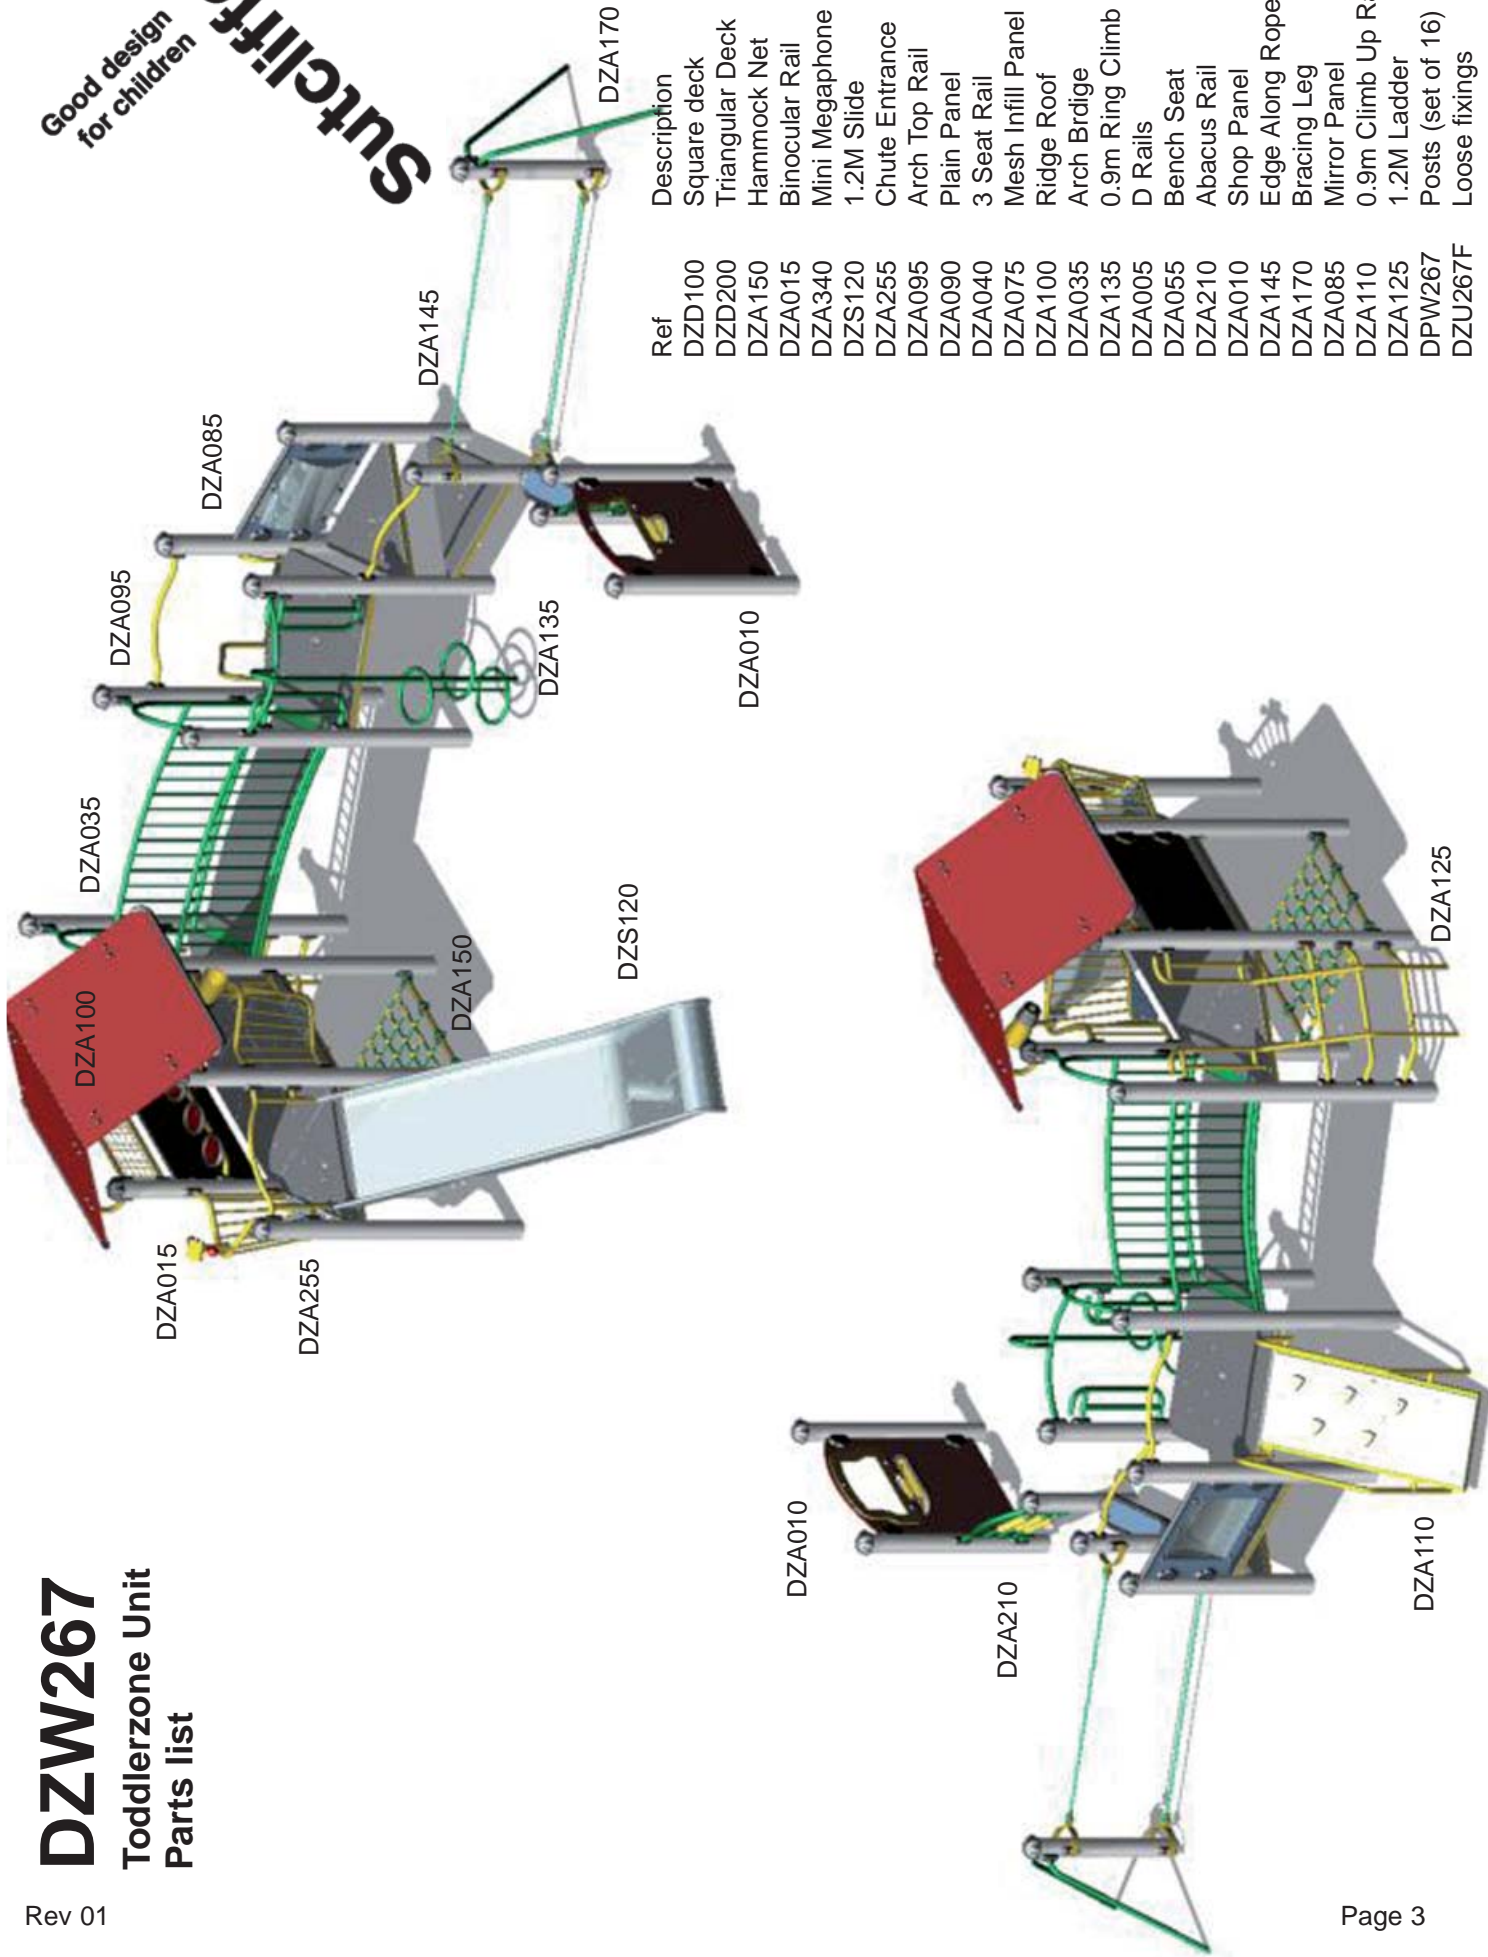 DZW267
Toddlerzone Unit
Parts list
Good design
for children
DZA100
DZA035
DZA095
DZA085
DZA145
DZA170
DZA015
DZA255
DZA150
DZS120
DZA135
DZA010
Ref Description
DZD100 Square deck
DZD200 Triangular Deck
DZA150 Hammock Net
DZA015 Binocular Rail
DZA340 Mini Megaphone
DZS120 1.2M Slide
DZA255 Chute Entrance
DZA095 Arch Top Rail
DZA090 Plain Panel
DZA040 3 Seat Rail
DZA075 Mesh Infill Panel
DZA100 Ridge Roof
DZA035 Arch Brdige
DZA135 0.9m Ring Climb
DZA005 D Rails
DZA055 Bench Seat
DZA210 Abacus Rail
DZA010 Shop Panel
DZA145 Edge Along Rope
DZA170 Bracing Leg
DZA085 Mirror Panel
DZA110 0.9m Climb Up
DZA125 1.2M Ladder
DPW267 Posts (set of 16)
DZU267F Loose fixings
DZA010
DZA210
DZA110
DZA125
Rev 01
Page 3